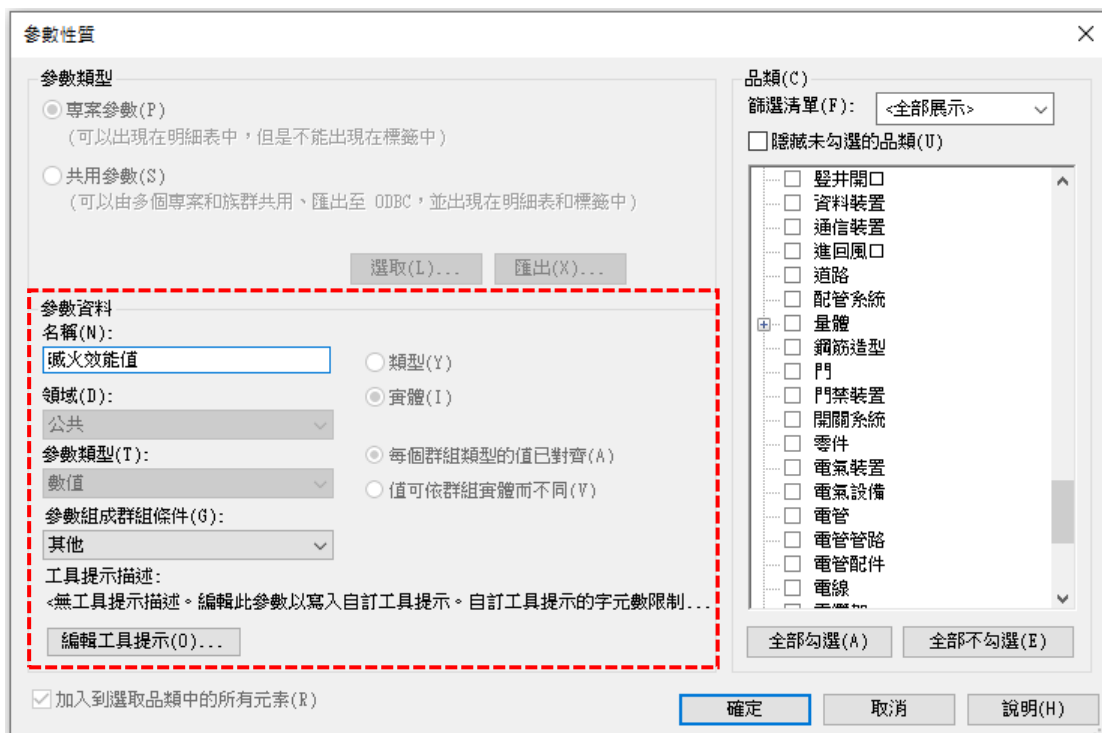 參數性質
參數類型
專案參數(P)
(可以出現在明細表中，但是不能出現在標籤中)
共用參數(S)
(可以由多個專案和族群共用、匯出至 ODBC，並出現在明細表和標籤中)
選取(L)...
匯出(X)...
參數資料
名稱(N):
滅火效能值
類型(Y)
領域(D):
實體(I)
公共
參數類型(T):
每個群組類型的值已對齊(A)
數值
值可依群組實體而不同(V)
參數組成群組條件(G):
其他
工具提示描述:
<無工具提示描述。編輯此參數以寫入自訂工具提示。自訂工具提示的字元數限制...
編輯工具提示(O)...
加入到選取品類中的所有元素(R)
品類(C)
篩選清單(F):
<全部展示>
隱藏未勾選的品類(U)
豎井開口
資料裝置
通信裝置
進回風口
道路
配管系統
量體
鋼筋造型
門
門禁裝置
開關系統
零件
電氣裝置
電氣設備
電管
電管管路
電管配件
電線
全部勾選(A)
全部不勾選(E)
確定
取消
說明(H)